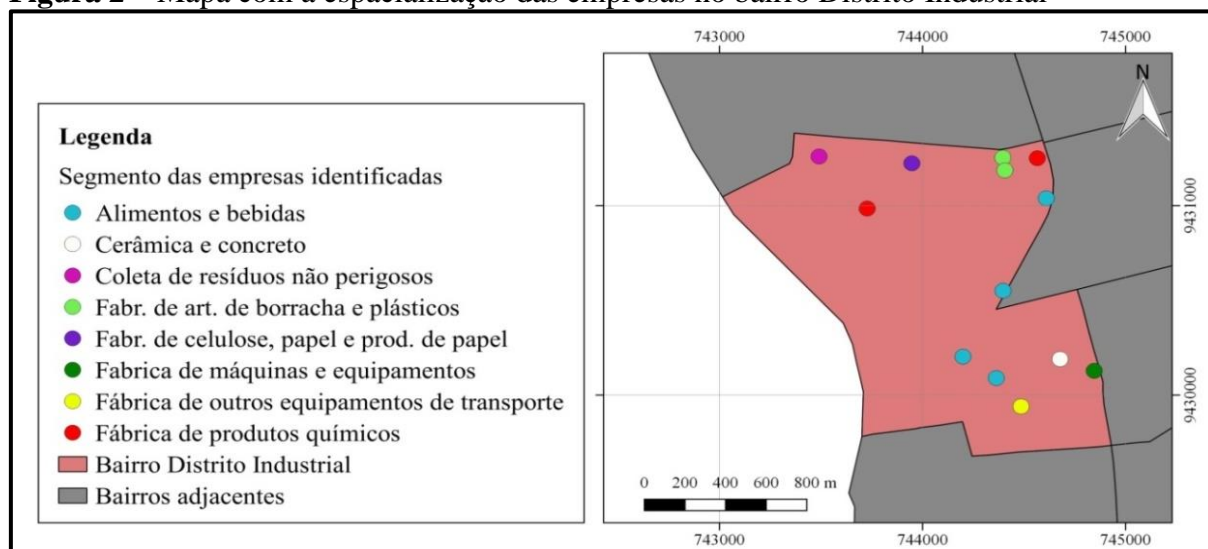 Figura 2 – Mapa com a espacialização das empresas no bairro Distrito Industrial
743000 744000 745000
N
Legenda
Segmento das empresas identificadas
Alimentos e bebidas
Cerâmica e concreto
Coleta de resíduos não perigosos
Fabr. de art. de borracha e plásticos
Fabr. de celulose, papel e prod. de papel
Fabrica de máquinas e equipamentos
Fábrica de outros equipamentos de transporte
Fábrica de produtos químicos
Bairro Distrito Industrial
Bairros adjacentes
9431000
9430000
0 200 400 600 800 m
743000 744000 745000